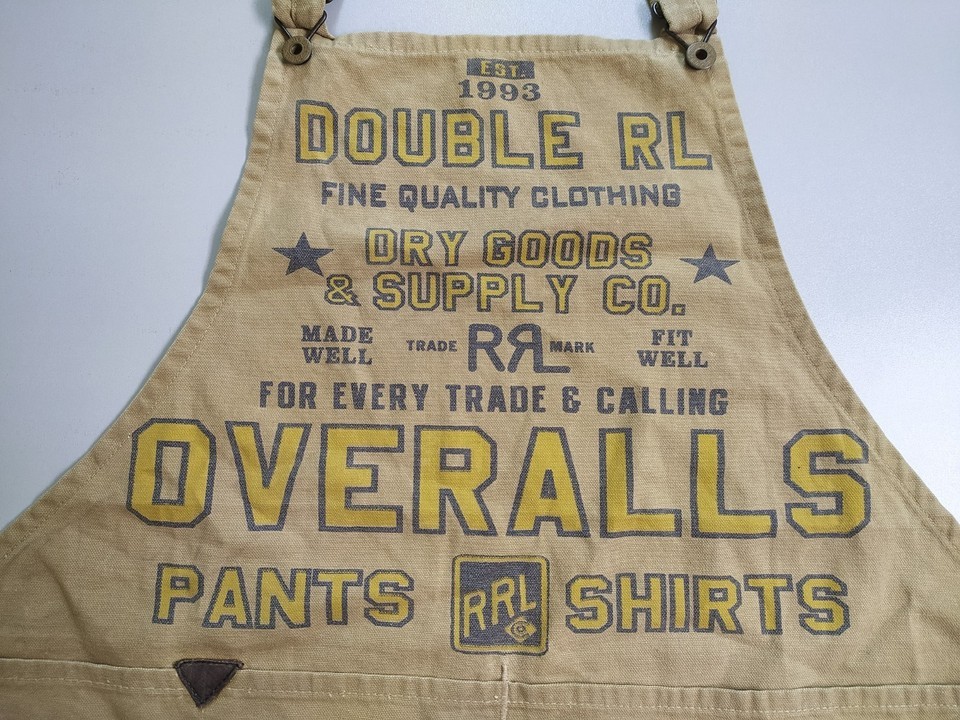 EST.
1993
DOUBLE RL
FINE QUALITY CLOTHING
DRY GOODS
& SUPPLY CO.
MADE WELL
TRADE RRL MARK
FIT WELL
FOR EVERY TRADE & CALLING
OVERALLS
PANTS RRL SHIRTS